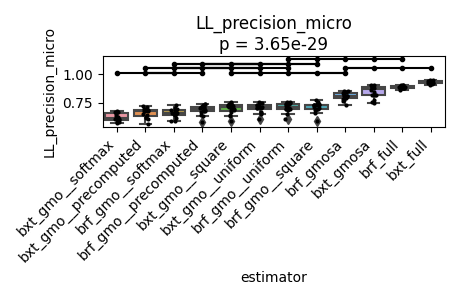 LL_precision_micro
p = 3.65e-29
LL_precision_micro
1.00
0.75
bxt_gmo__softmax
bxt_gmo__precomputed
brf_gmo__softmax
brf_gmo__precomputed
bxt_gmo__square
bxt_gmo__uniform
brf_gmo__uniform
brf_gmo__square
brf_gmosa
bxt_gmosa
brf_full
bxt_full
estimator